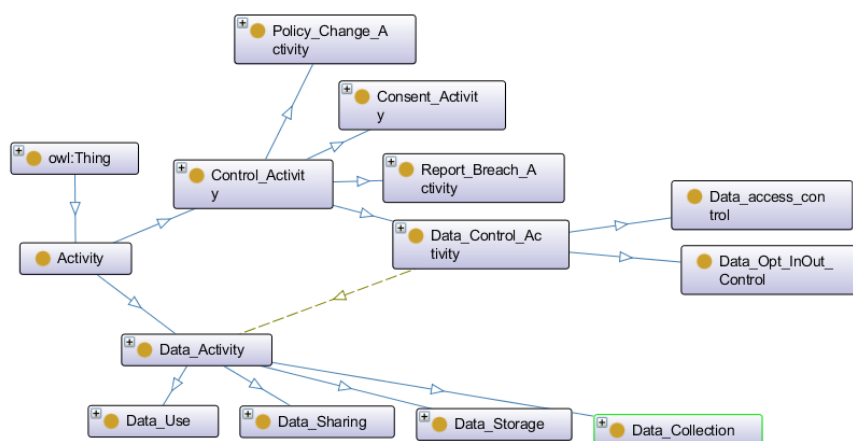 Policy_Change_A
ctivity
Consent_Activit
y
owl:Thing
Control_Activit
y
Report_Breach_A
ctivity
Data_access_con
trol
Activity
Data_Control_Ac
tivity
Data_Opt_InOut_
Control
Data_Activity
Data_Use
Data_Sharing
Data_Storage
Data_Collection